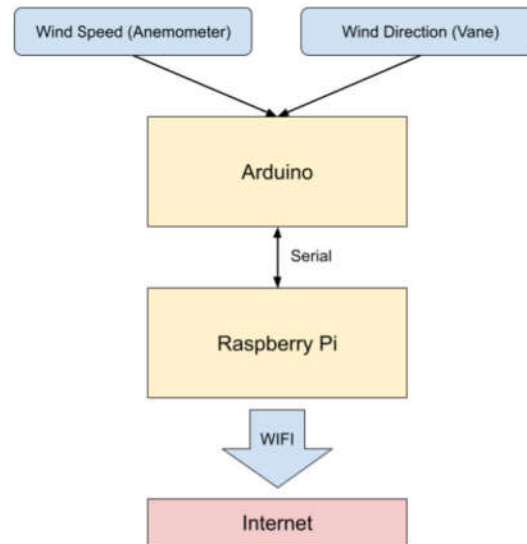 Wind Speed (Anemometer)
Wind Direction (Vane)
Arduino
Serial
Raspberry Pi
WIFI
Internet